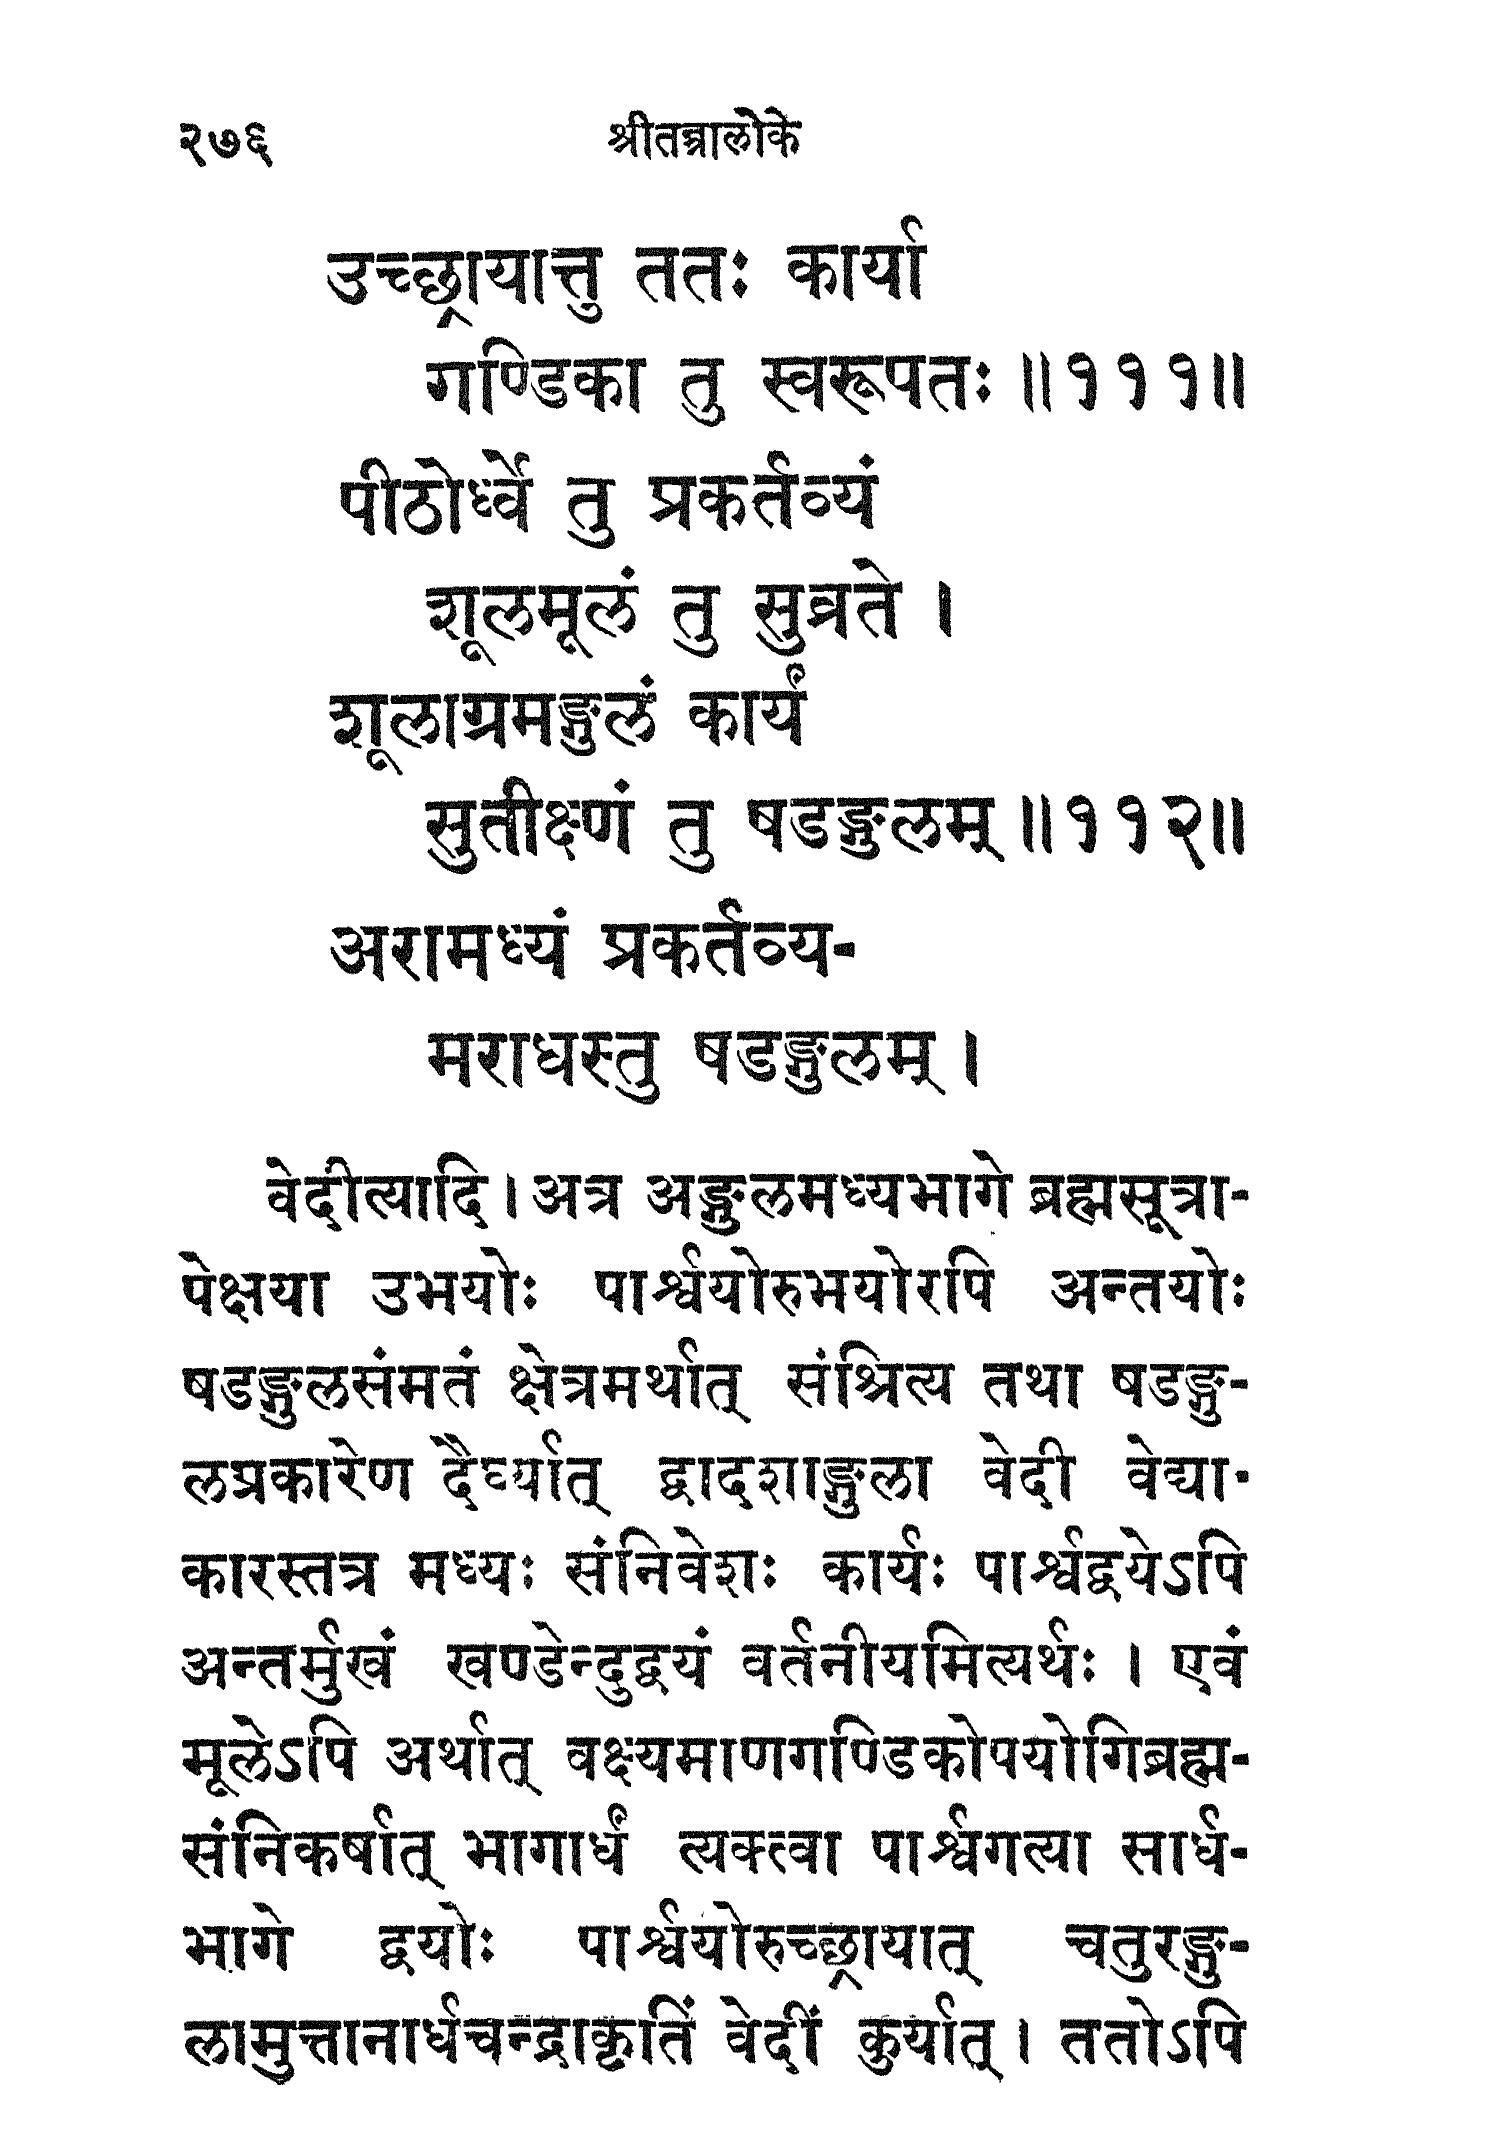 २७६ श्रीतन्त्रालोके
उच्छ्रायात्तु ततः कार्या
गण्डिका तु स्वरूपतः ॥१११॥
पीठोर्ध्वे तु प्रकर्तव्यं
शूलमूलं तु सुव्रते ।
शूलाग्रमङ्गुलं कार्यं
सुतीक्ष्णं तु षडङ्गुलम् ॥११२॥
अरामध्यं प्रकर्तव्य-
मराधस्तु षडङ्गुलम् ।
वेदीत्यादि । अत्र अङ्गुलमध्यभागे ब्रह्मसूत्रा-
पेक्षया उभयोः पार्श्वयोरुभयोरपि अन्तयोः
षडङ्गुलसंमतं क्षेत्रमर्थात् संश्रित्य तथा षडङ्गु-
लप्रकारेण दैर्घ्यात् द्वादशाङ्गुला वेदी वेद्या-
कारस्तत्र मध्यः संनिवेशः कार्यः पार्श्वद्वयेऽपि
अन्तर्मुखं खण्डेन्दुद्वयं वर्तनीयमित्यर्थः । एवं
मूलेऽपि अर्थात् वक्ष्यमाणगण्डिकोपयोगिब्रह्म-
संनिकर्षात् भागार्धं त्यक्त्वा पार्श्वगत्या सार्ध-
भागे द्वयोः पार्श्वयोरुच्छ्रायात् चतुरङ्गु-
लामुत्तानार्धचन्द्राकृतिं वेदीं कुर्यात् । ततोऽपि